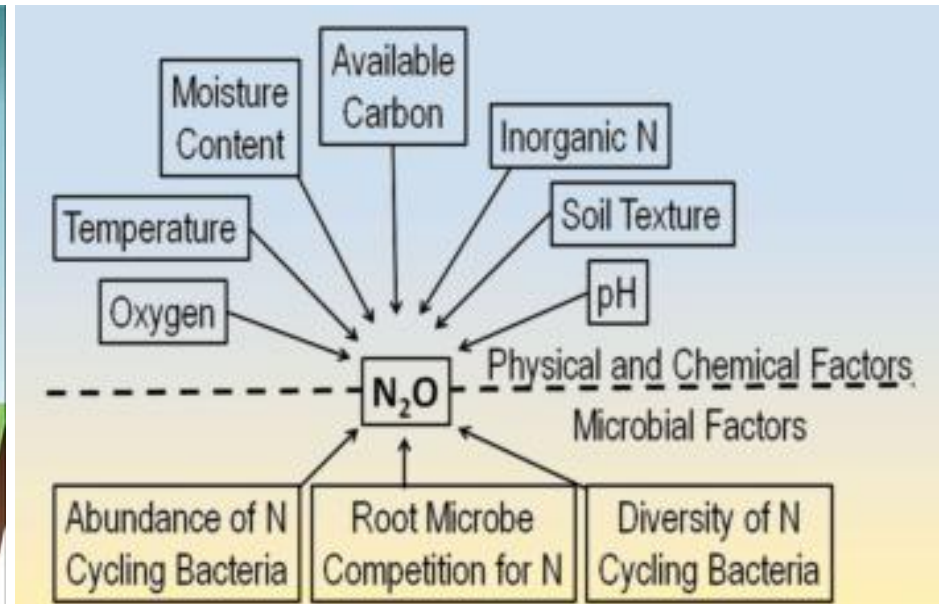 Available
Carbon
Moisture
Content
Inorganic N
Temperature
Soil Texture
Oxygen
pH
Physical and Chemical Factors
N₂O
Microbial Factors
Abundance of N
Cycling Bacteria
Root Microbe
Competition for N
Diversity of N
Cycling Bacteria